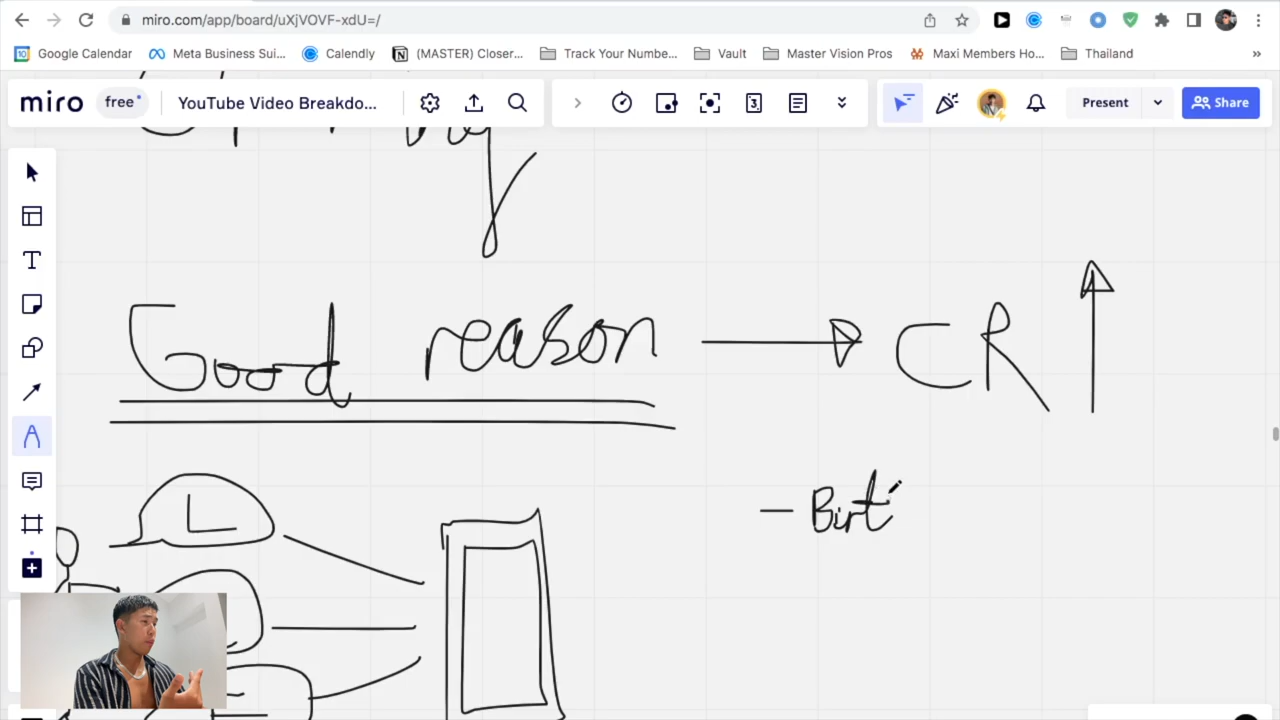 miro.com/app/board/uXjVOVF-xdU=/
10 Google Calendar Meta Business Sui... Calendly (MASTER) Closer... Track Your Numbe... Vault Master Vision Pros Maxi Members Ho... Thailand »
miro free YouTube Video Breakdo... 3 Present Share
T
Good reason CR
L
- Birt